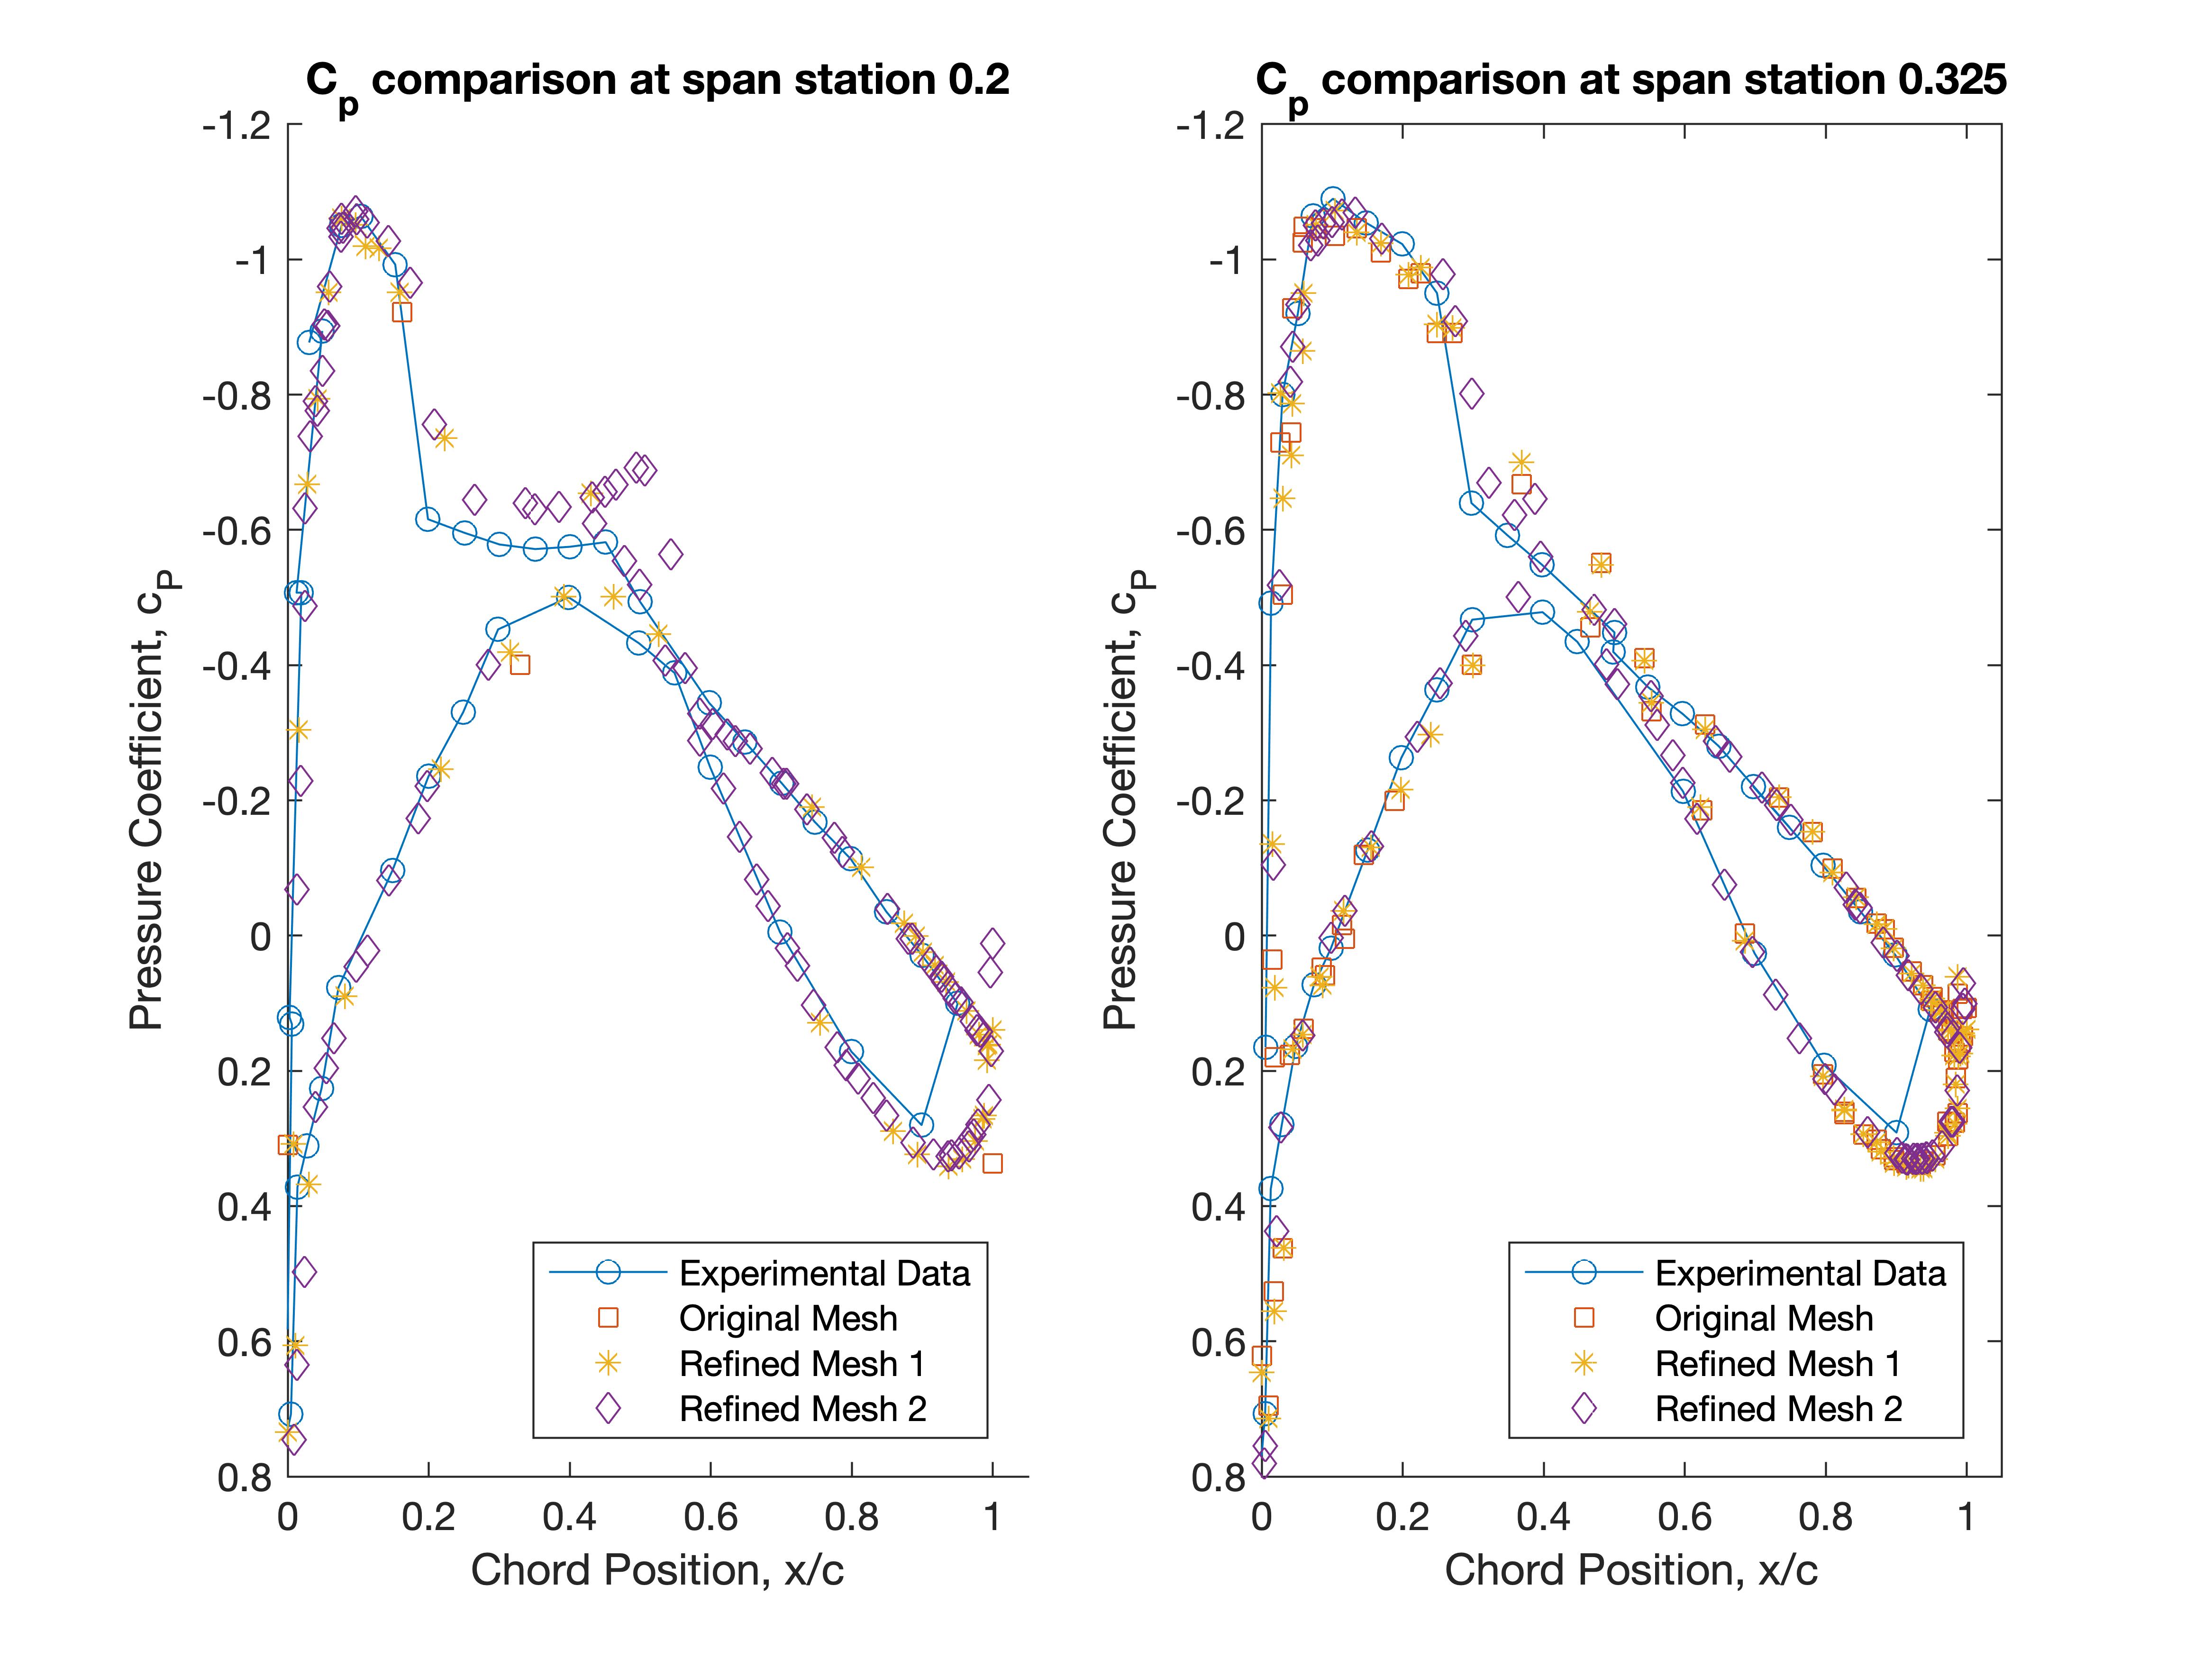 Cp comparison at span station 0.2
-1.2
-1
-0.8
-0.6
-0.4
-0.2
0
0.2
0.4
0.6
0.8
Pressure Coefficient, cP
0 0.2 0.4 0.6 0.8 1
Chord Position, x/c
Experimental Data
Original Mesh
Refined Mesh 1
Refined Mesh 2
Cp comparison at span station 0.325
-1.2
-1
-0.8
-0.6
-0.4
-0.2
0
0.2
0.4
0.6
0.8
Pressure Coefficient, cP
0 0.2 0.4 0.6 0.8 1
Chord Position, x/c
Experimental Data
Original Mesh
Refined Mesh 1
Refined Mesh 2